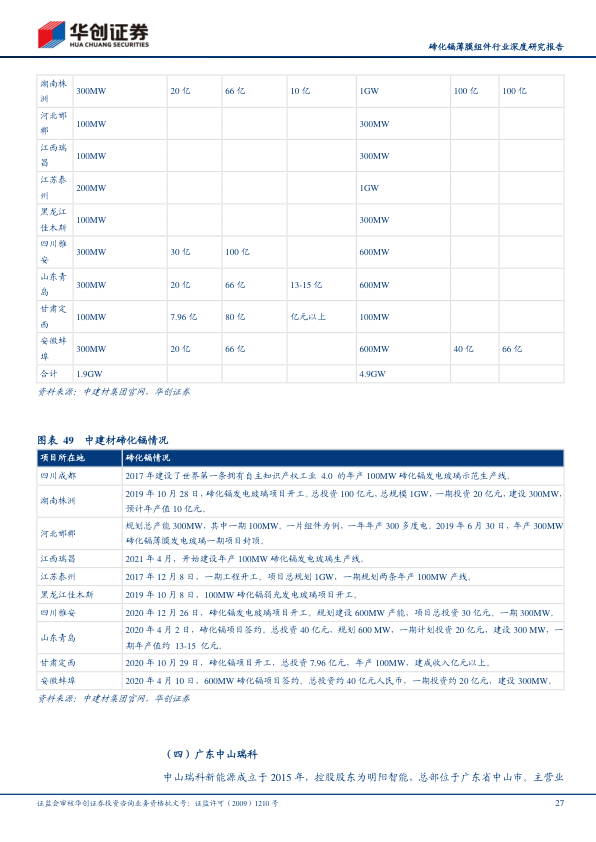 华创证券
HUA CHUANG SECURITIES
碲化镉薄膜组件行业深度研究报告
湖南株洲 300MW 20 亿 66 亿 10 亿 1GW 100 亿 100 亿
河北邯郸 100MW 300MW
江西瑞昌 100MW 300MW
江苏泰州 200MW 1GW
黑龙江佳木斯 100MW 300MW
四川雅安 300MW 30 亿 100 亿 600MW
山东青岛 300MW 20 亿 66 亿 13-15 亿 600MW
甘肃定西 100MW 7.96 亿 80 亿 亿元以上 100MW
安徽蚌埠 300MW 20 亿 66 亿 600MW 40 亿 66 亿
合计 1.9GW 4.9GW
资料来源：中建材集团官网，华创证券
图表 49 中建材碲化镉情况
项目所在地 碲化镉情况
四川成都 2017 年建设了世界第一条拥有自主知识产权工业 4.0 的年产 100MW 碲化镉发电玻璃示范生产线。
湖南株洲 2019 年 10 月 28 日，碲化镉发电玻璃项目开工。总投资 100 亿元，总规模 1GW，一期投资 20 亿元，建设 300MW，
预计年产值 10 亿元。
河北邯郸 规划总产能 300MW，其中一期 100MW。一片组件为例，一年年产 300 多度电。2019 年 6 月 30 日，年产 300MW
碲化镉薄膜发电玻璃一期项目封顶。
江西瑞昌 2021 年 4 月，开始建设年产 100MW 碲化镉发电玻璃生产线。
江苏泰州 2017 年 12 月 8 日，一期工程开工。项目总规划 1GW，一期规划两条年产 100MW 产线。
黑龙江佳木斯 2019 年 10 月 8 日，100MW 碲化镉弱光发电玻璃项目开工。
四川雅安 2020 年 12 月 26 日，碲化镉发电玻璃项目开工。规划建设 600MW 产能，项目总投资 30 亿元。一期 300MW。
山东青岛 2020 年 4 月 2 日，碲化镉项目签约。总投资 40 亿元，规划 600 MW，一期计划投资 20 亿元，建设 300 MW，一
期年产值约 13-15 亿元。
甘肃定西 2020 年 10 月 29 日，碲化镉项目开工，总投资 7.96 亿元，年产 100MW，建成收入亿元以上。
安徽蚌埠 2020 年 4 月 10 日，600MW 碲化镉项目签约。总投资约 40 亿元人民币，一期投资约 20 亿元，建设 300MW。
资料来源：中建材集团官网，华创证券
（四）广东中山瑞科
中山瑞科新能源成立于 2015 年，控股股东为明阳智能，总部位于广东省中山市。主营业
证监会审核华创证券投资咨询业务资格批文号：证监许可（2009）1210 号 27